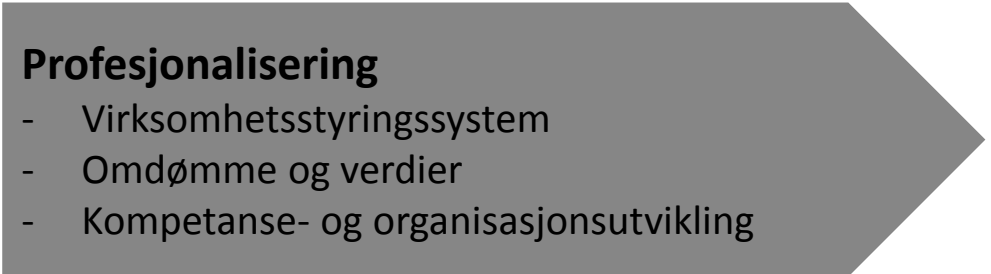 Profesjonalisering
- Virksomhetsstyringssystem
- Omdømme og verdier
- Kompetanse- og organisasjonsutvikling